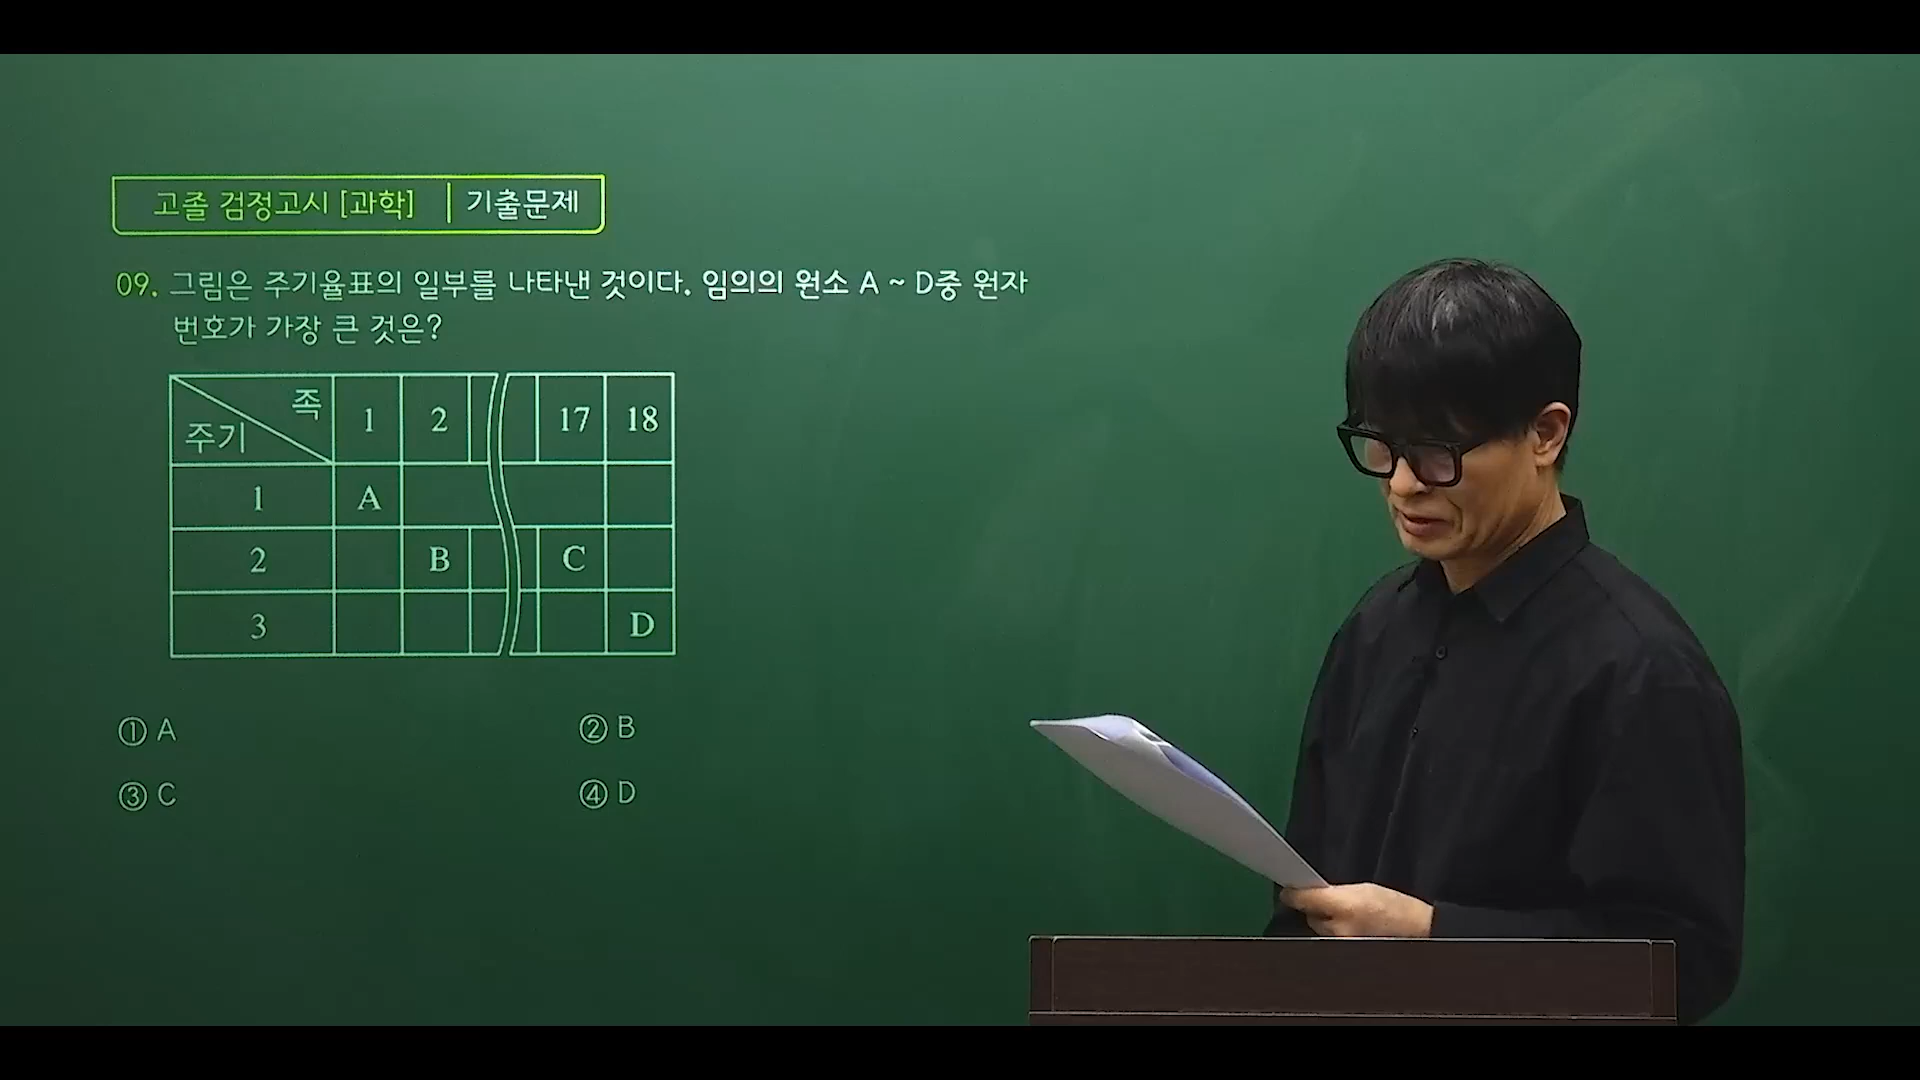 고졸 검정고시 [과학] 기출문제
09. 그림은 주기율표의 일부를 나타낸 것이다. 임의의 원소 A ~ D중 원자
번호가 가장 큰 것은?
족
주기 1 2 17 18
1 A
2 B C
3 D
① A ② B
③ C ④ D